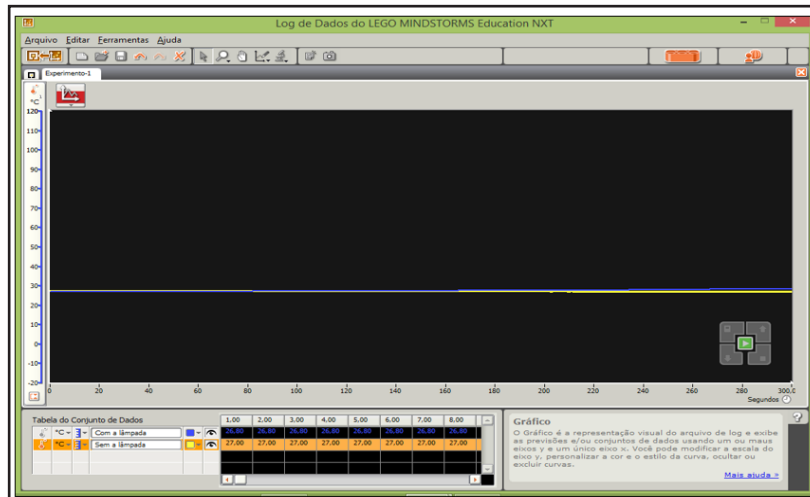 Log de Dados do LEGO MINDSTORMS Education NXT
Arquivo Editar Ferramentas Ajuda
Experimento-1
°C
120
110
100
90
80
70
60
50
40
30
20
10
0
-10
-20
0 20 40 60 80 100 120 140 160 180 200 220 240 260 280 300.0
Segundos
Tabela do Conjunto de Dados
1.00 2.00 3.00 4.00 5.00 6.00 7.00 8.00
°C Com a lâmpada 26.80 26.80 26.80 26.80 26.80 26.80 26.80 26.80
°C Sem a lâmpada 27.00 27.00 27.00 27.00 27.00 27.00 27.00 27.00
Gráfico
O Gráfico é a representação visual do arquivo de log e exibe
as previsões e/ou conjuntos de dados usando um ou maus
eixos y e um único eixo x. Você pode modificar a escala do
eixo y, personalizar a cor e o estilo da curva, ocultar ou
excluir curvas.
Mais ajuda »